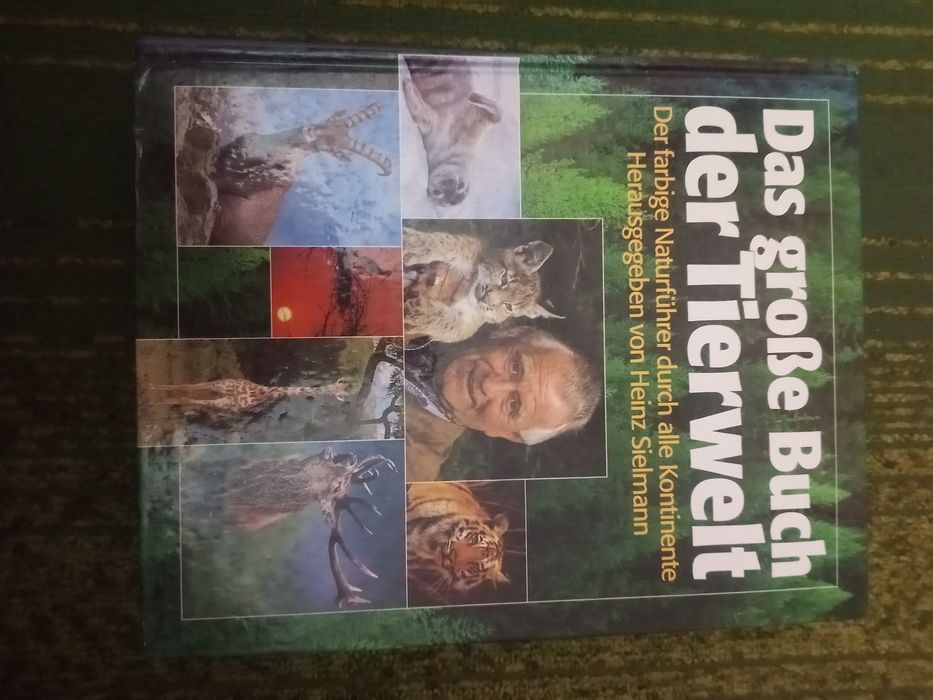 Das große Buch
der Tierwelt
Der farbige Naturführer durch alle Kontinente
Herausgegeben von Heinz Sielmann